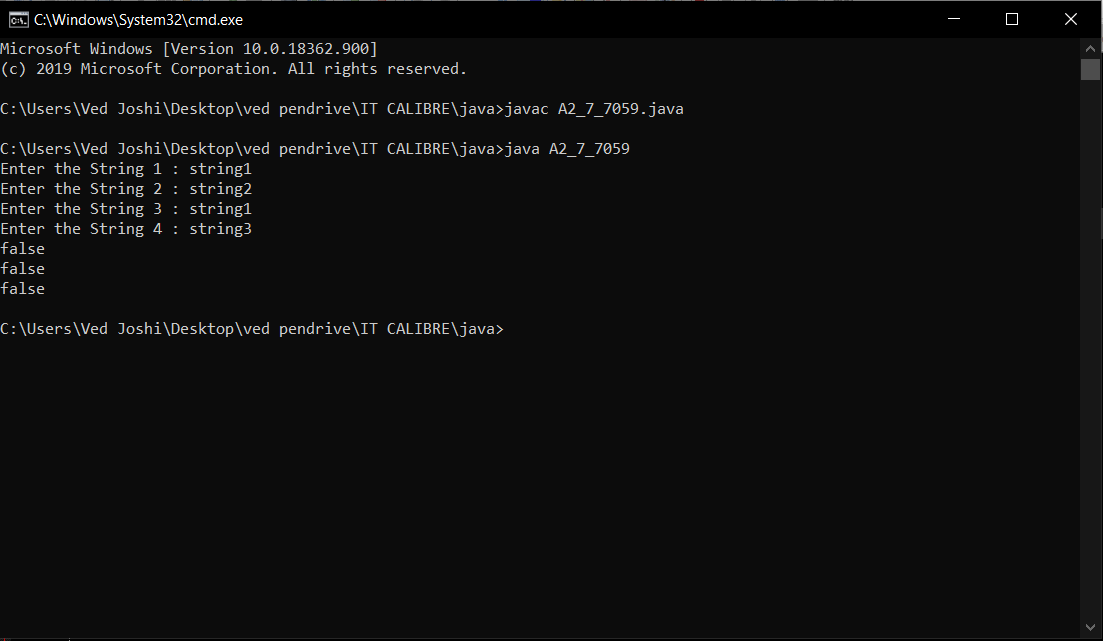 C:\Windows\System32\cmd.exe
Microsoft Windows [Version 10.0.18362.900]
(c) 2019 Microsoft Corporation. All rights reserved.
C:\Users\Ved Joshi\Desktop\ved pendrive\IT CALIBRE\java>javac A2_7_7059.java
C:\Users\Ved Joshi\Desktop\ved pendrive\IT CALIBRE\java>java A2_7_7059
Enter the String 1 : string1
Enter the String 2 : string2
Enter the String 3 : string1
Enter the String 4 : string3
false
false
false
C:\Users\Ved Joshi\Desktop\ved pendrive\IT CALIBRE\java>